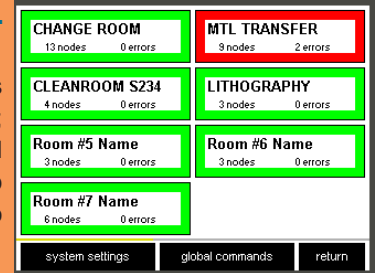 CHANGE ROOM
13 nodes 0 errors
MTL TRANSFER
9 nodes 2 errors
CLEANROOM S234
4 nodes 0 errors
LITHOGRAPHY
3 nodes 0 errors
Room #5 Name
3 nodes 0 errors
Room #6 Name
3 nodes 0 errors
Room #7 Name
6 nodes 0 errors
system settings global commands return